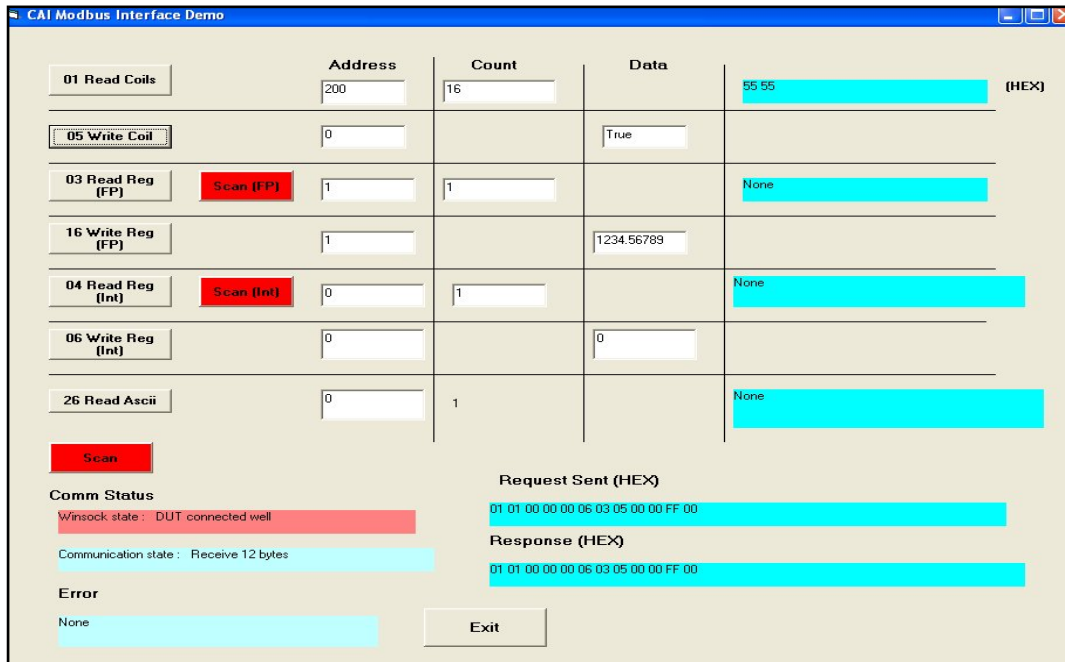 CAI Modbus Interface Demo
Address Count Data
01 Read Coils 200 16 55 55 (HEX)
05 Write Coil 0 True
03 Read Reg (FP) Scan (FP) 1 1 None
16 Write Reg (FP) 1 1234.56789
04 Read Reg (Int) Scan (Int) 0 1 None
06 Write Reg (Int) 0 0
26 Read Ascii 0 1 None
Scan
Request Sent (HEX)
Comm Status
01 01 00 00 00 06 03 05 00 00 FF 00
Winsock state : DUT connected well
Response (HEX)
Communication state : Receive 12 bytes
01 01 00 00 00 06 03 05 00 00 FF 00
Error
None
Exit